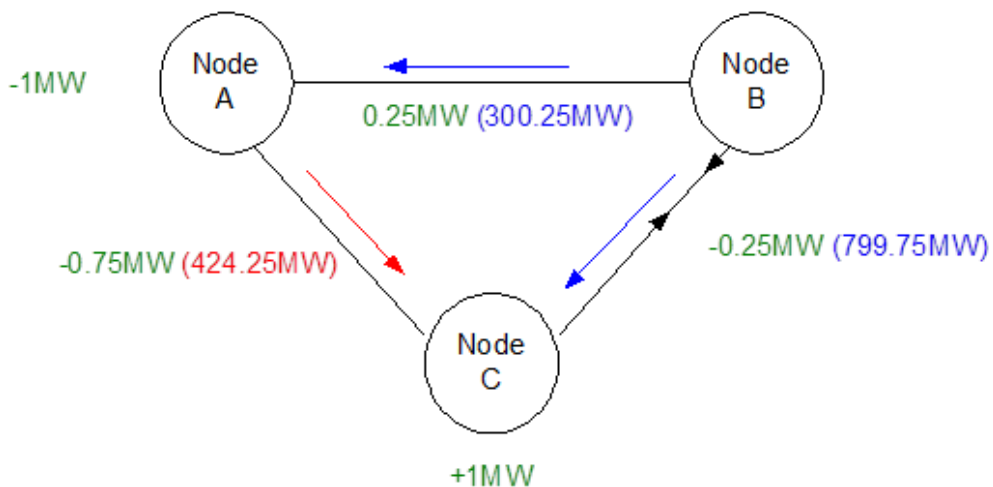 Node
A
Node
B
-1MW
0.25MW (300.25MW)
-0.75MW (424.25MW)
-0.25MW (799.75MW)
Node
C
+1MW